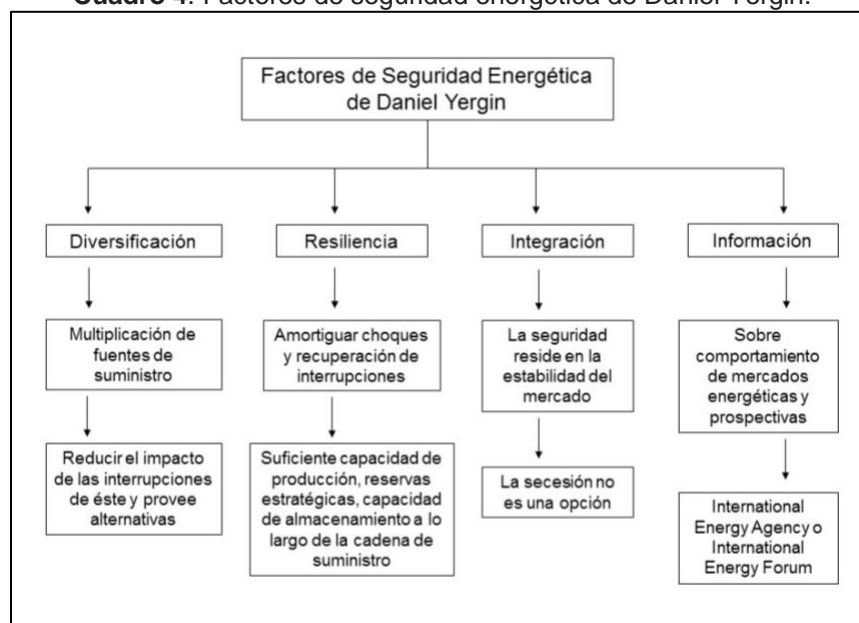 Cuadro 4. Factores de seguridad energética de Daniel Yergin.
Factores de Seguridad Energética
de Daniel Yergin
Diversificación
Resiliencia
Integración
Información
Multiplicación de
fuentes de
suministro
Amortiguar choques
y recuperación de
interrupciones
La seguridad
reside en la
estabilidad del
mercado
Sobre
comportamiento
de mercados
energéticas y
prospectivas
Reducir el impacto
de las interrupciones
de éste y provee
alternativas
Suficiente capacidad de
producción, reservas
estratégicas, capacidad
de almacenamiento a lo
largo de la cadena de
suministro
La secesión no
es una opción
International
Energy Agency o
International
Energy Forum